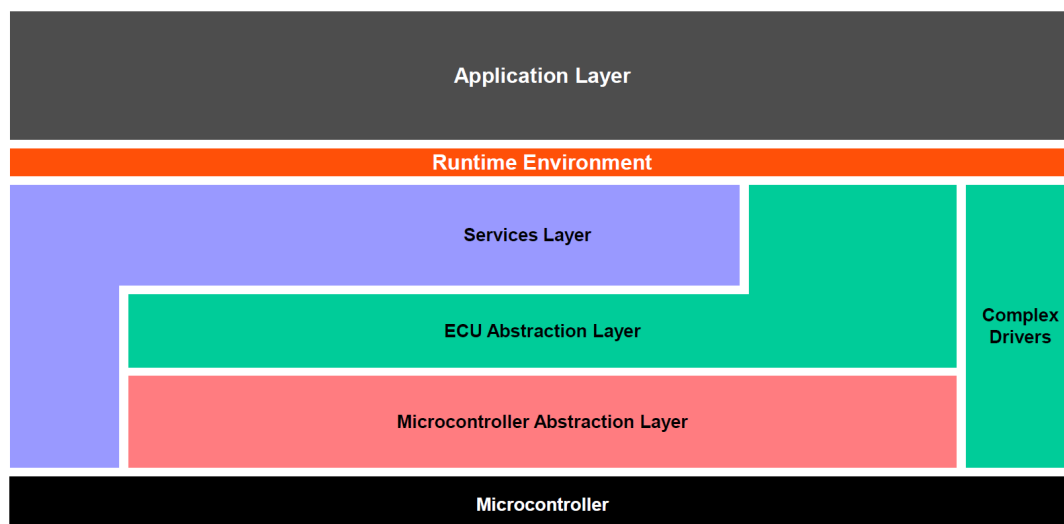 Application Layer
Runtime Environment
Services Layer
ECU Abstraction Layer
Complex
Drivers
Microcontroller Abstraction Layer
Microcontroller